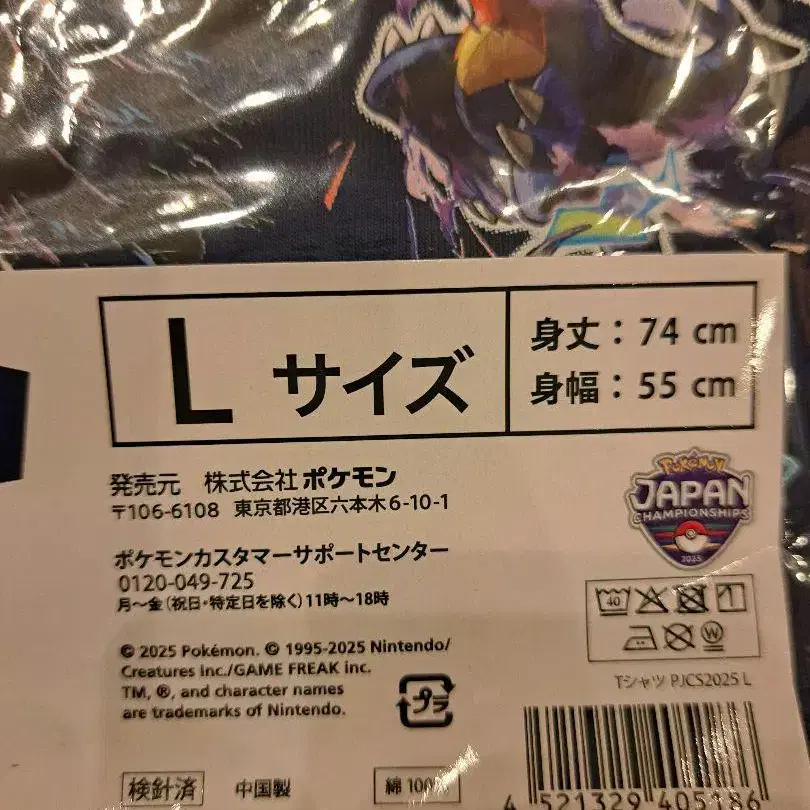 L サイズ
身丈：74 cm
身幅：55 cm
発売元 株式会社ポケモン
〒106-6108 東京都港区六本木6-10-1
ポケモンカスタマーサポートセンター
0120-049-725
月～金（祝日・特定日を除く）11時～18時
© 2025 Pokémon. © 1995-2025 Nintendo/
Creatures Inc./GAME FREAK inc.
TM, ®, and character names
are trademarks of Nintendo.
プラ
Pokémon
JAPAN
CHAMPIONSHIPS
2025
40
W
Tシャツ PJCS2025 L
検針済
中国製
綿 100%
4 521329 405186